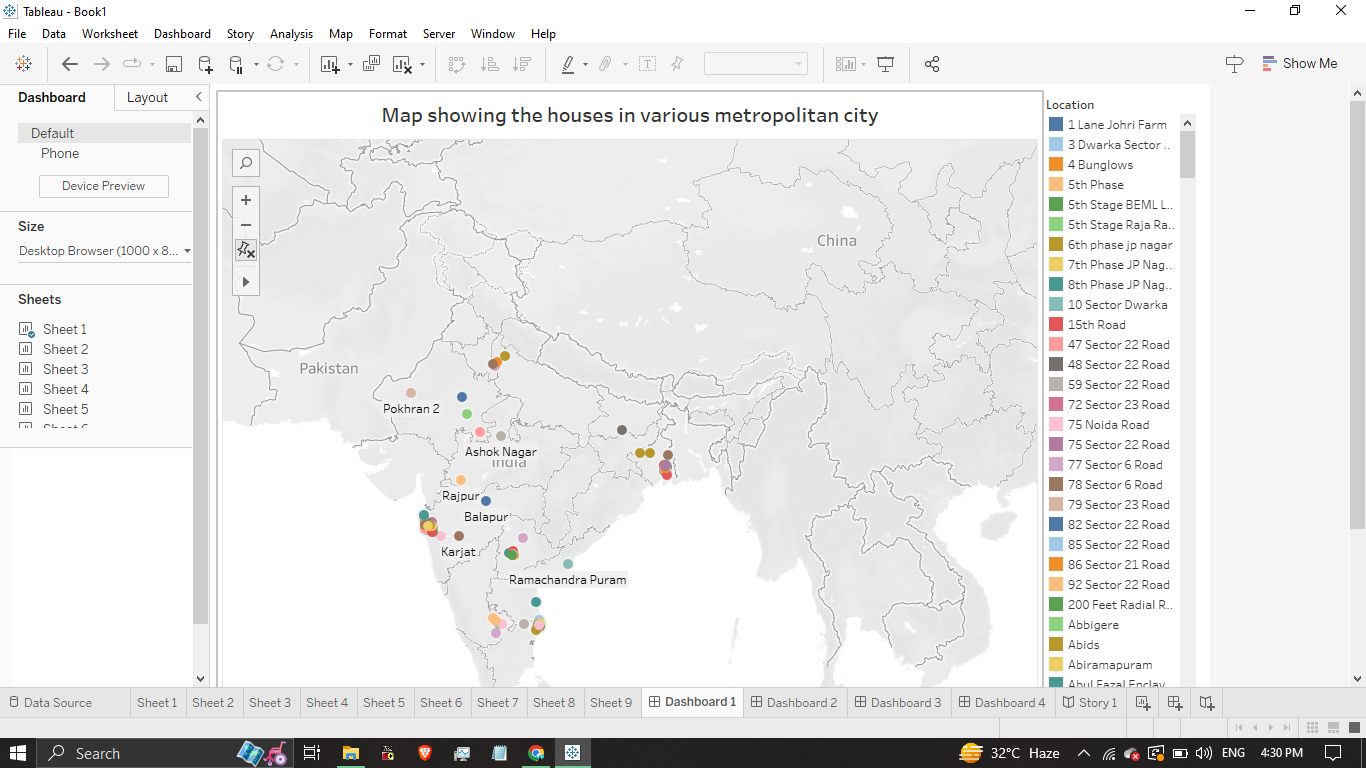 Tableau - Book1
File Data Worksheet Dashboard Story Analysis Map Format Server Window Help
Show Me
Dashboard Layout
Default
Phone
Device Preview
Size
Desktop Browser (1000 x 8...
Sheets
Sheet 1
Sheet 2
Sheet 3
Sheet 4
Sheet 5
Map showing the houses in various metropolitan city
China
Pakistan
Pokhran 2
Ashok Nagar
India
Rajpur
Balapur
Karjat
Ramachandra Puram
Location
1 Lane Johri Farm
3 Dwarka Sector ..
4 Bunglows
5th Phase
5th Stage BEML L..
5th Stage Raja Ra..
6th phase jp nagar
7th Phase JP Nag..
8th Phase JP Nag..
10 Sector Dwarka
15th Road
47 Sector 22 Road
48 Sector 22 Road
59 Sector 22 Road
72 Sector 23 Road
75 Noida Road
75 Sector 22 Road
77 Sector 6 Road
78 Sector 6 Road
79 Sector 23 Road
82 Sector 22 Road
85 Sector 22 Road
86 Sector 21 Road
92 Sector 22 Road
200 Feet Radial R..
Abbigere
Abids
Abiramapuram
Abul Fazal Enclav
Data Source Sheet 1 Sheet 2 Sheet 3 Sheet 4 Sheet 5 Sheet 6 Sheet 7 Sheet 8 Sheet 9 Dashboard 1 Dashboard 2 Dashboard 3 Dashboard 4 Story 1
Search 32°C Haze ENG 4:30 PM